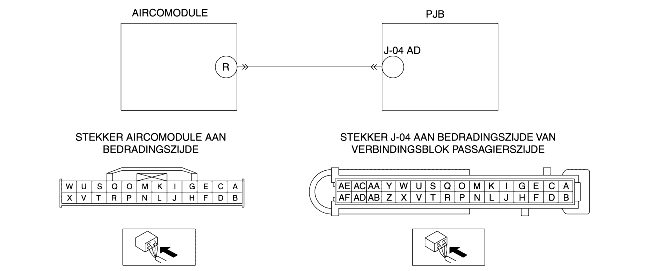 AIRCOMODULE
PJB
R
J-04 AD
STEKKER AIRCOMODULE AAN
BEDRADINGSZIJDE
STEKKER J-04 AAN BEDRADINGSZIJDE VAN
VERBINDINGSBLOK PASSAGIERSZIJDE
W U S Q O M K I G E C A
X V T R P N L J H F D B
AE AC AA Y W U S Q O M K I G E C A
AF AD AB Z X V T R P N L J H F D B